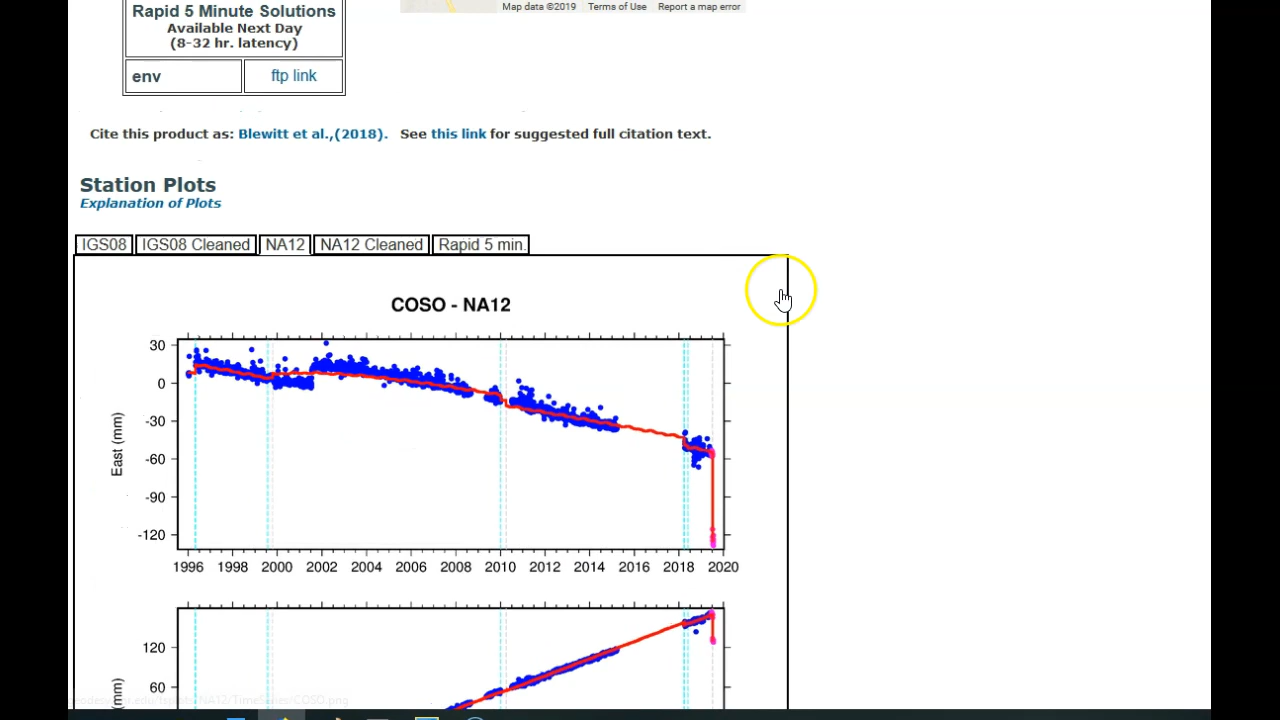 Map data ©2019 Terms of Use Report a map error
Rapid 5 Minute Solutions
Available Next Day
(8-32 hr. latency)
env ftp link
Cite this product as: Blewitt et al.,(2018). See this link for suggested full citation text.
Station Plots
Explanation of Plots
IGS08 IGS08 Cleaned NA12 NA12 Cleaned Rapid 5 min.
COSO - NA12
30
0
-30
-60
-90
-120
East (mm)
1996 1998 2000 2002 2004 2006 2008 2010 2012 2014 2016 2018 2020
120
60
(mm)